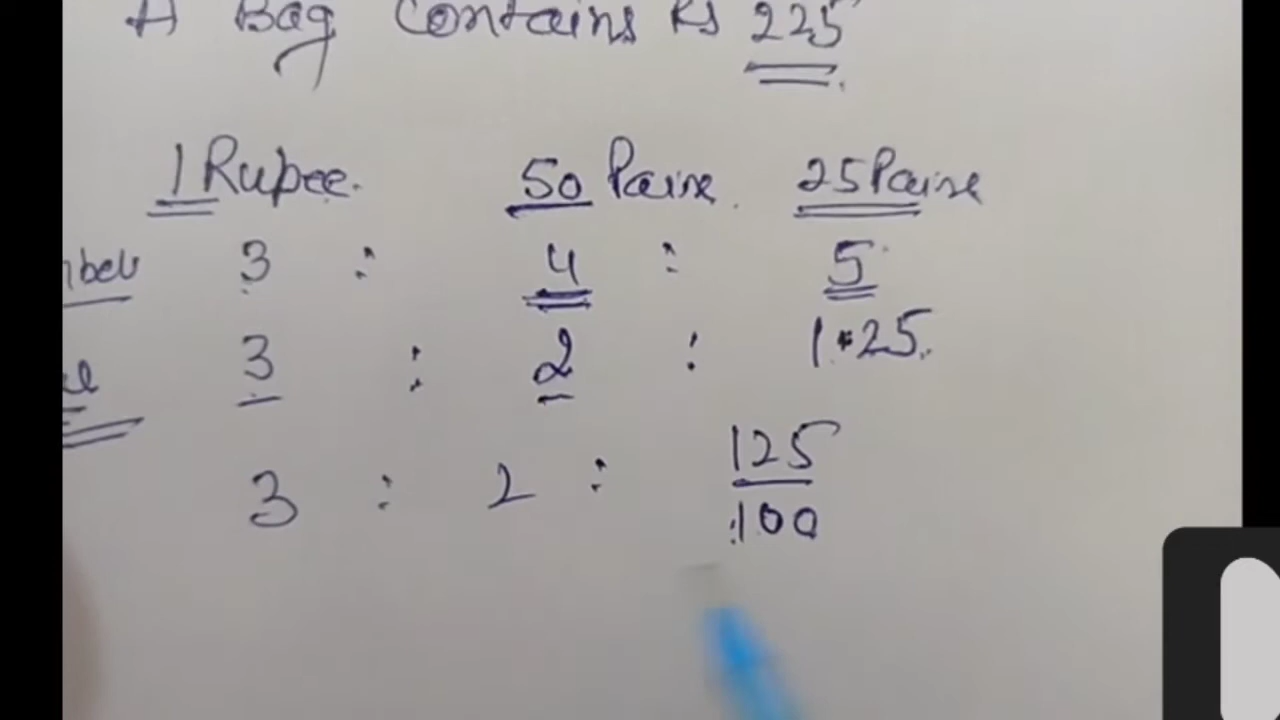 A Bag Contains Rs 225
1 Rupee. 50 Paise. 25 Paise
3 : 4 : 5
3 : 2 : 1.25.
3 : 2 : 125
100